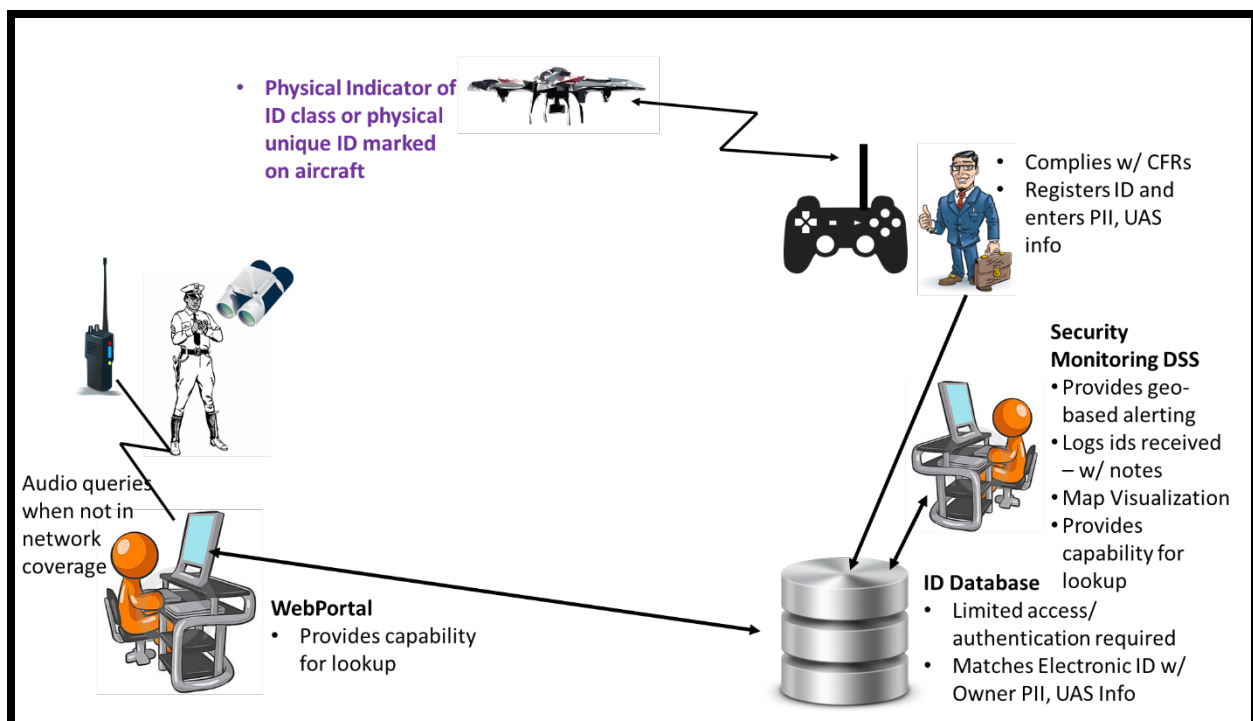 • Physical Indicator of
ID class or physical
unique ID marked
on aircraft
• Complies w/ CFRs
• Registers ID and
enters PII, UAS
info
Security
Monitoring DSS
• Provides geo-
based alerting
• Logs ids received
– w/ notes
• Map Visualization
• Provides
capability for
lookup
Audio queries
when not in
network
coverage
WebPortal
• Provides capability
for lookup
ID Database
• Limited access/
authentication required
• Matches Electronic ID w/
Owner PII, UAS Info